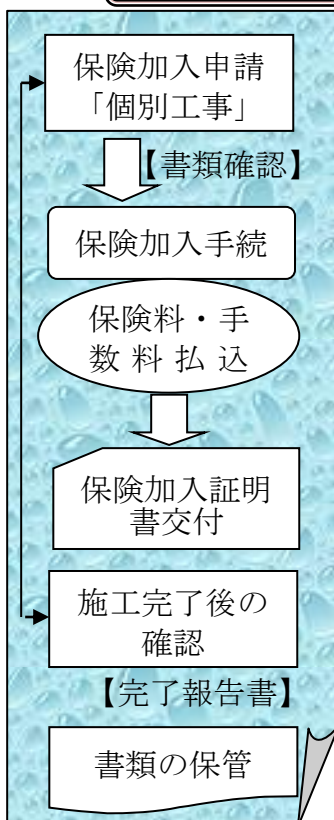 保険加入申請
「個別工事」
【書類確認】
保険加入手続
保険料・手
数料払込
保険加入証明
書交付
施工完了後の
確認
【完了報告書】
書類の保管